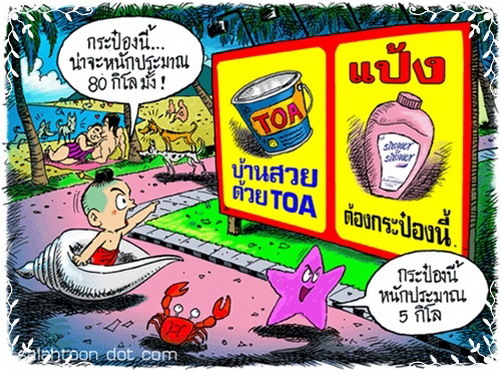 กระป๋องนี้...
น่าจะหนักประมาณ
80 กิโล มั้ง !
TOA
บ้านสวย
ด้วย TOA
แป้ง
shower
shower
ต้องกระป๋องนี้.
กระป๋องนี้
หนักประมาณ
5 กิโล
alahtoon dot com